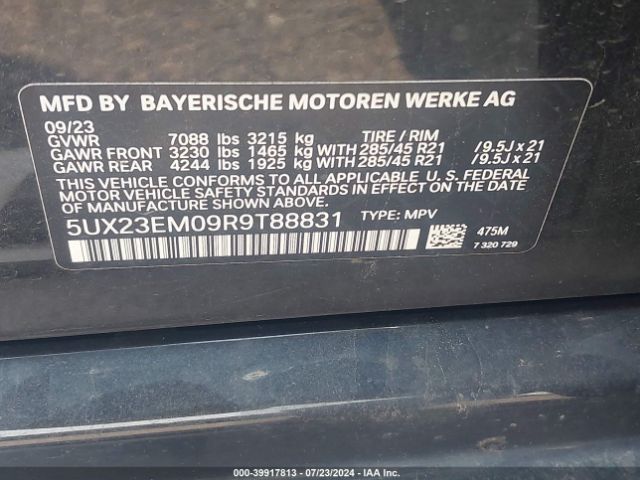 MFD BY BAYERISCHE MOTOREN WERKE AG
09/23
GVWR 7088 lbs 3215 kg TIRE / RIM
GAWR FRONT 3230 lbs 1465 kg WITH 285/45 R21 / 9.5J x 21
GAWR REAR 4244 lbs 1925 kg WITH 285/45 R21 / 9.5J x 21
THIS VEHICLE CONFORMS TO ALL APPLICABLE U. S. FEDERAL
MOTOR VEHICLE SAFETY STANDARDS IN EFFECT ON THE DATE
OF MANUFACTURE SHOWN ABOVE.
5UX23EM09R9T88831 TYPE: MPV
475M
7 320 729
000-39917813 - 07/23/2024 - IAA Inc.